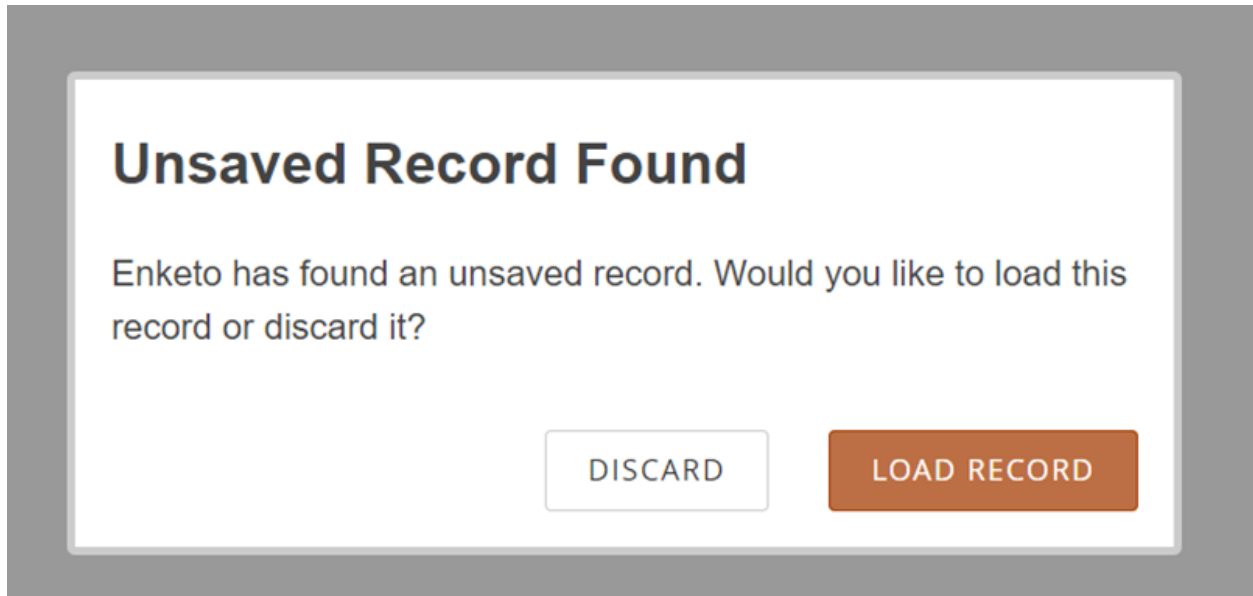 Unsaved Record Found
Enketo has found an unsaved record. Would you like to load this
record or discard it?
DISCARD
LOAD RECORD